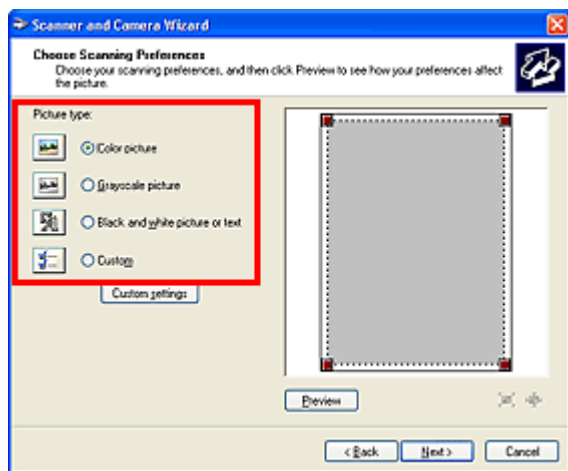 Scanner and Camera Wizard
Choose Scanning Preferences
Choose your scanning preferences, and then click Preview to see how your preferences affect
the picture.
Picture type:
Color picture
Grayscale picture
Black and white picture or text
Custom
Custom settings
Preview
< Back
Next >
Cancel